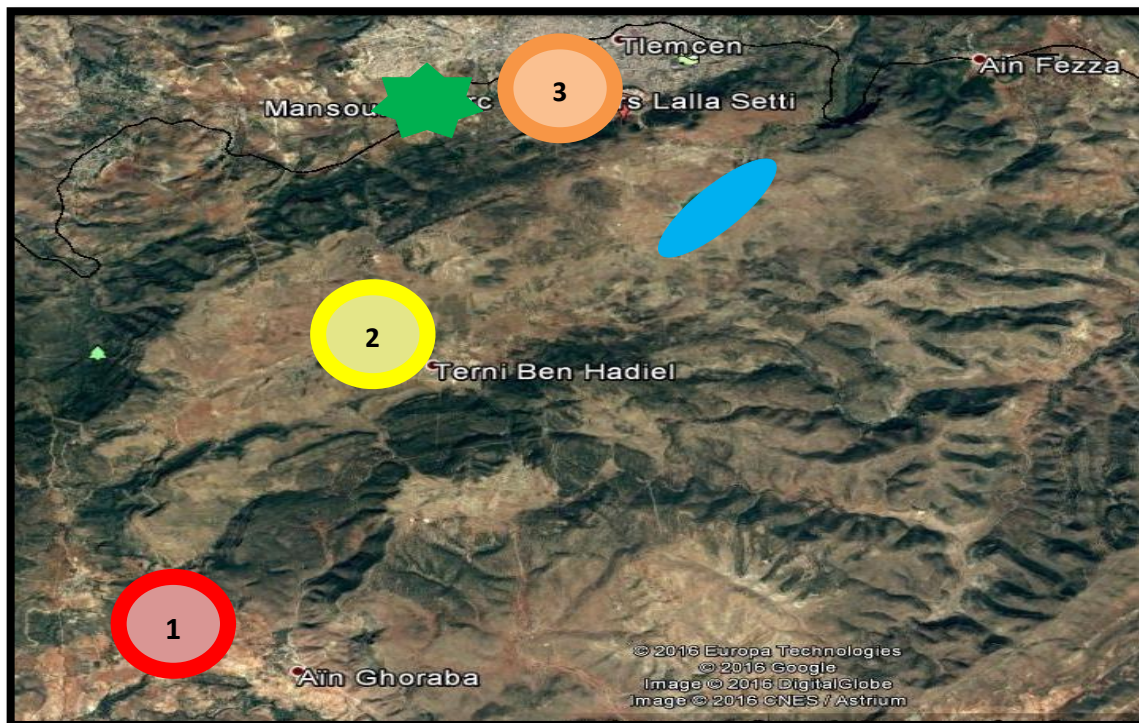 Tlemcen
Ain Fezza
3
Mansou rc rs Lalla Setti
2
Terni Ben Hadiel
1
Aïn Ghoraba
© 2016 Europa Technologies
© 2016 Google
Image © 2016 DigitalGlobe
Image © 2016 CNES / Astrium